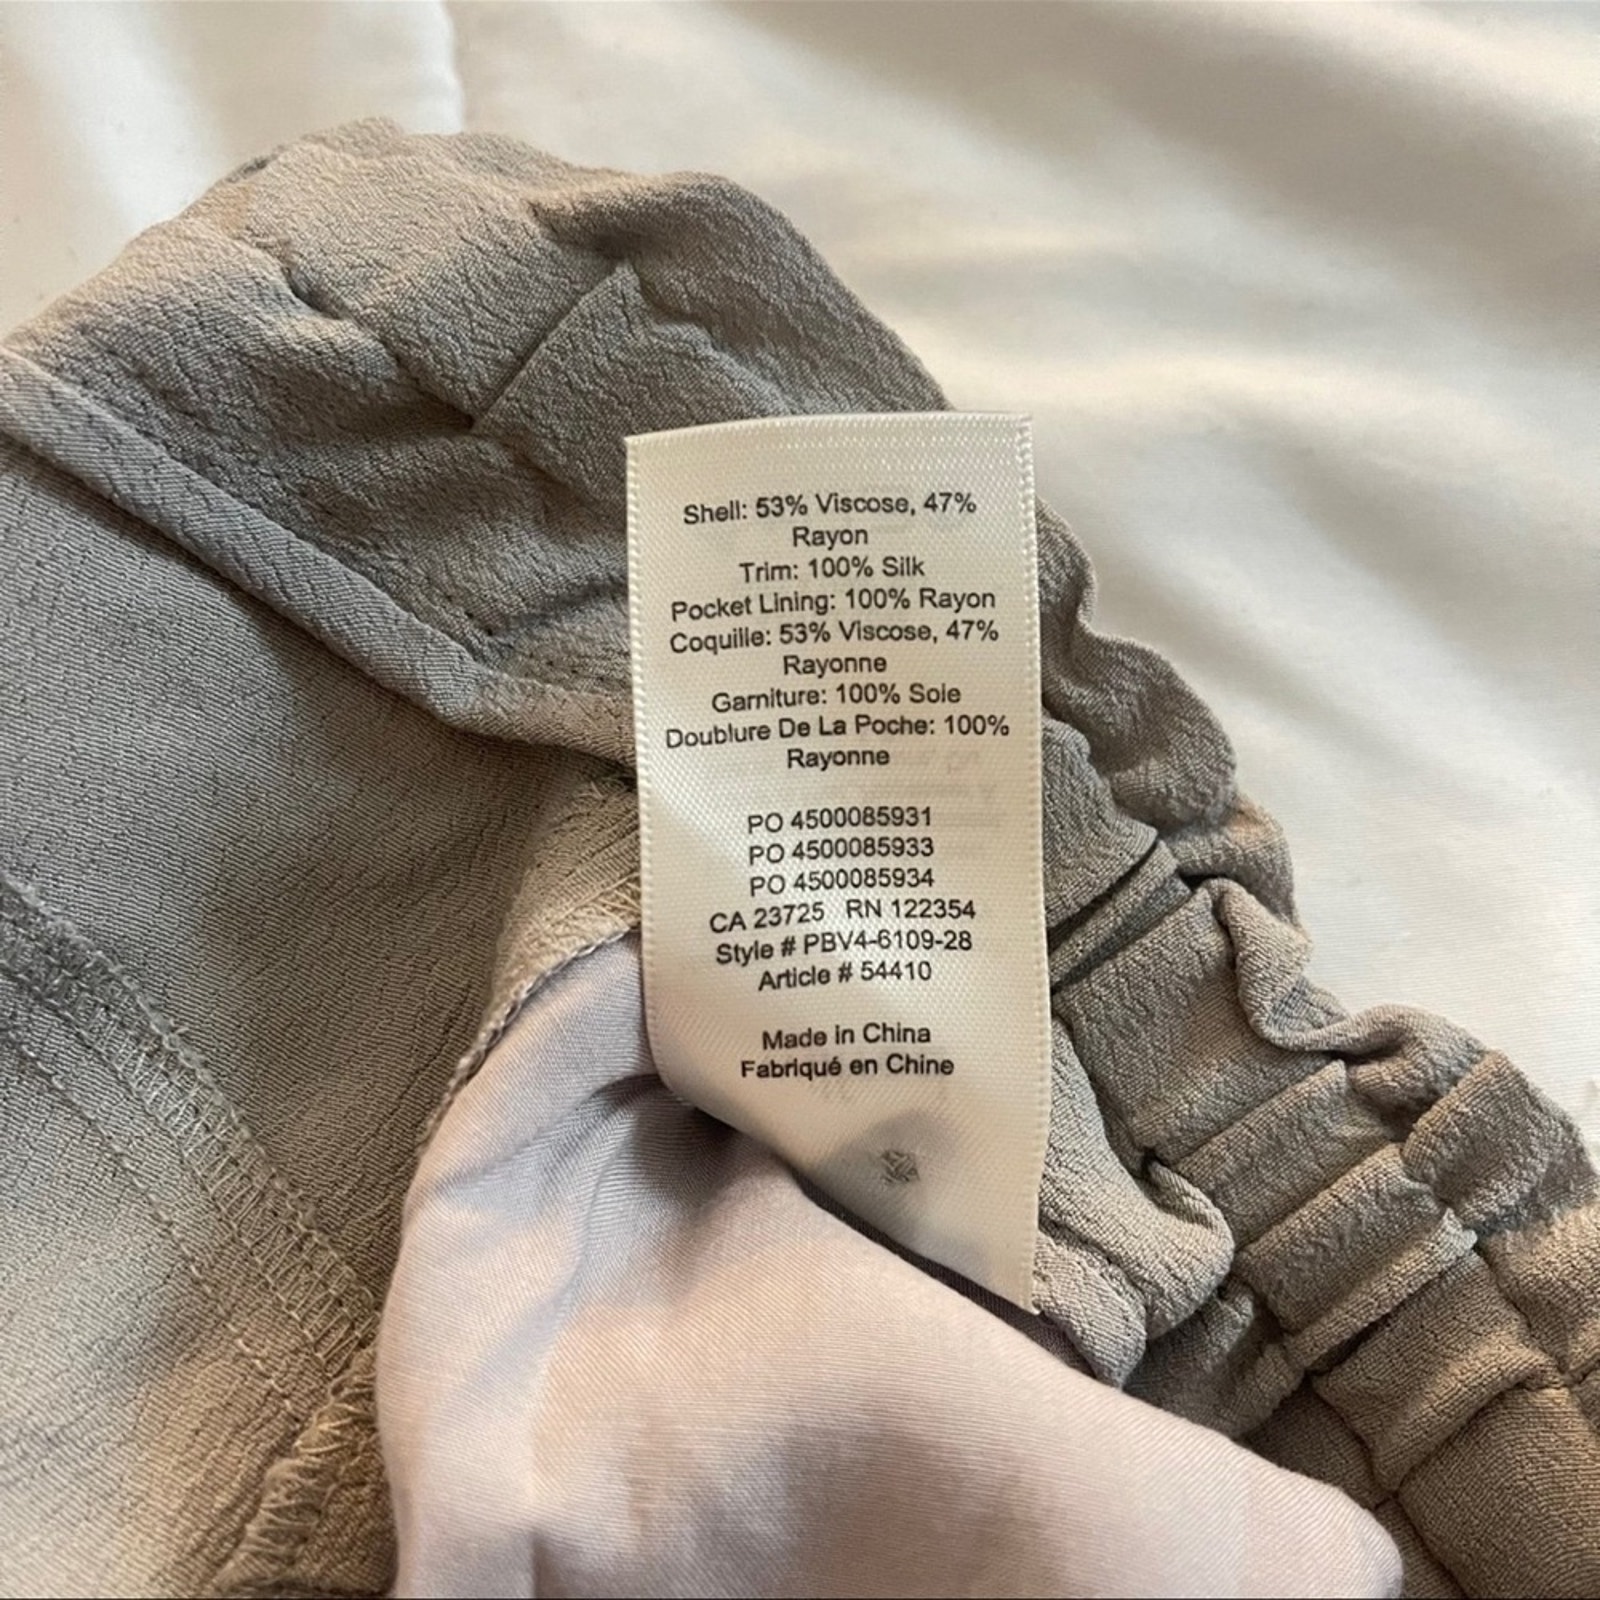 Shell: 53% Viscose, 47%
Rayon
Trim: 100% Silk
Pocket Lining: 100% Rayon
Coquille: 53% Viscose, 47%
Rayonne
Garniture: 100% Soie
Doublure De La Poche: 100%
Rayonne
PO 4500085931
PO 4500085933
PO 4500085934
CA 23725 RN 122354
Style # PBV4-6109-28
Article # 54410
Made in China
Fabriqué en Chine